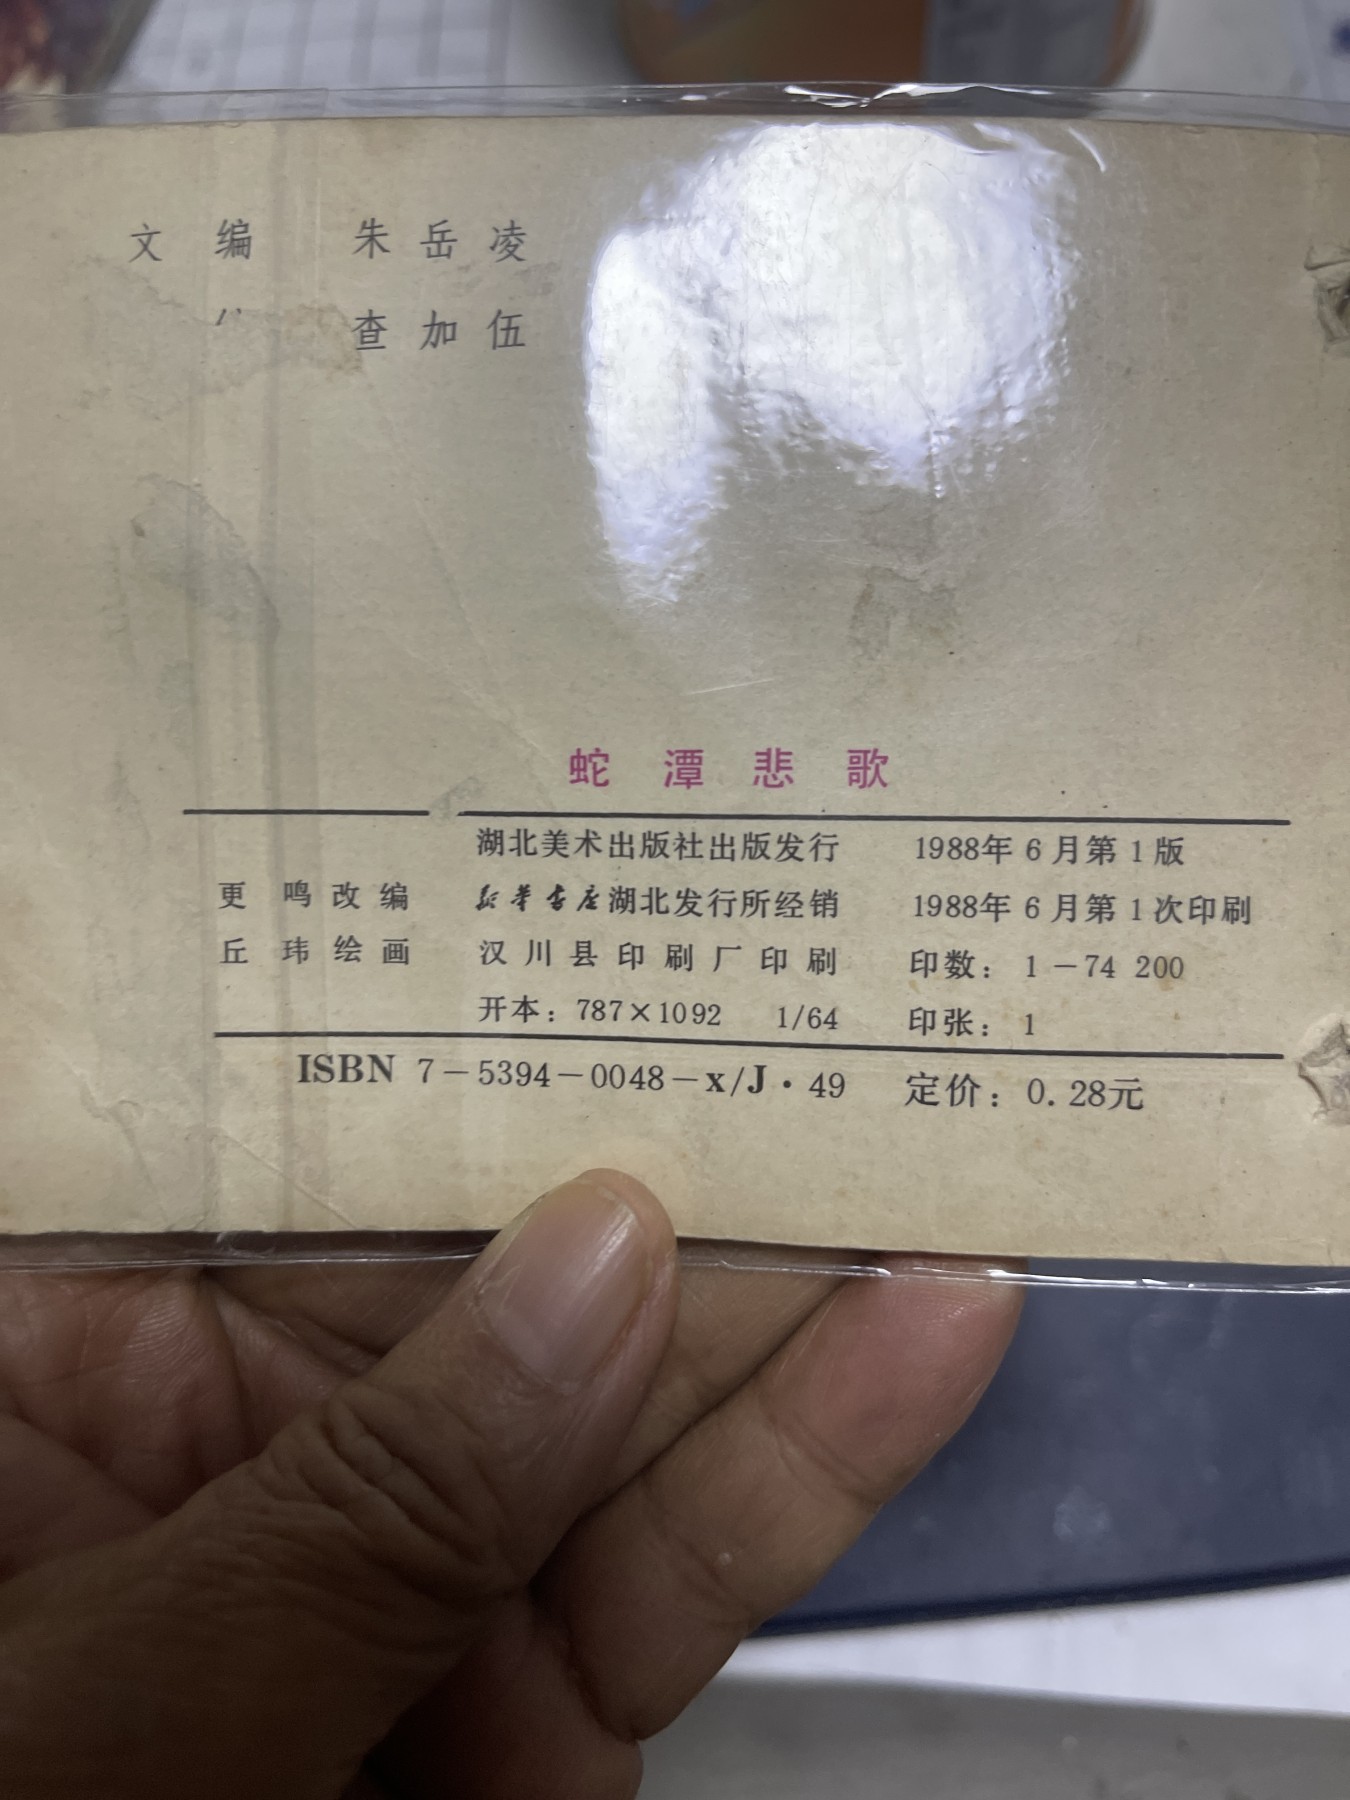 文 编 朱岳凌
查加伍
蛇潭悲歌
更 鸣改编
丘 玮绘画
湖北美术出版社出版发行
新华书店湖北发行所经销
汉川县印刷厂印刷
开本：787×1092 1/64
1988年6月第1版
1988年6月第1次印刷
印数：1—74 200
印张：1
ISBN 7—5394—0048—x/J·49 定价：0.28元